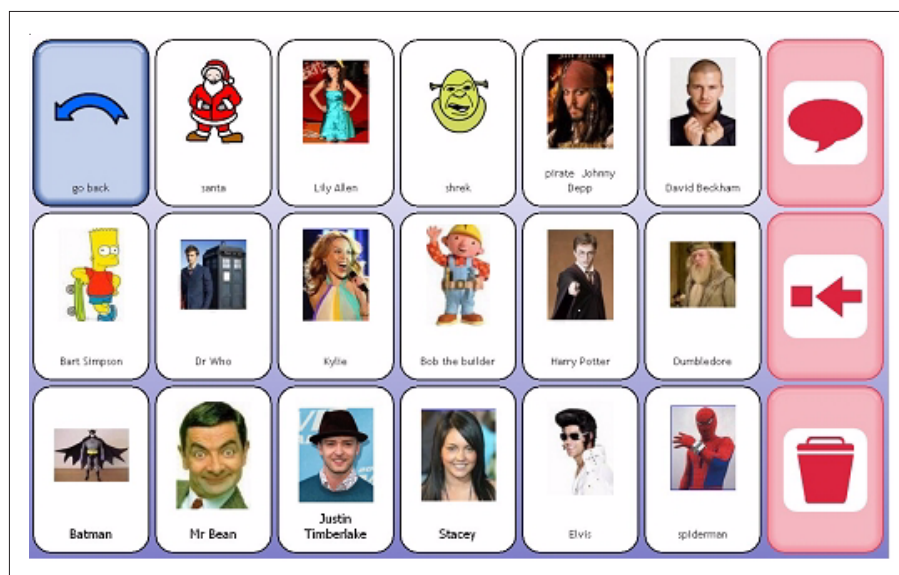 go back
santa
Lily Allen
shrek
pirate Johnny
Depp
David Beckham
Bart Simpson
Dr Who
Kylie
Bob the builder
Harry Potter
Dumbledore
Batman
Mr Bean
Justin
Timberlake
Stacey
Elvis
spiderman